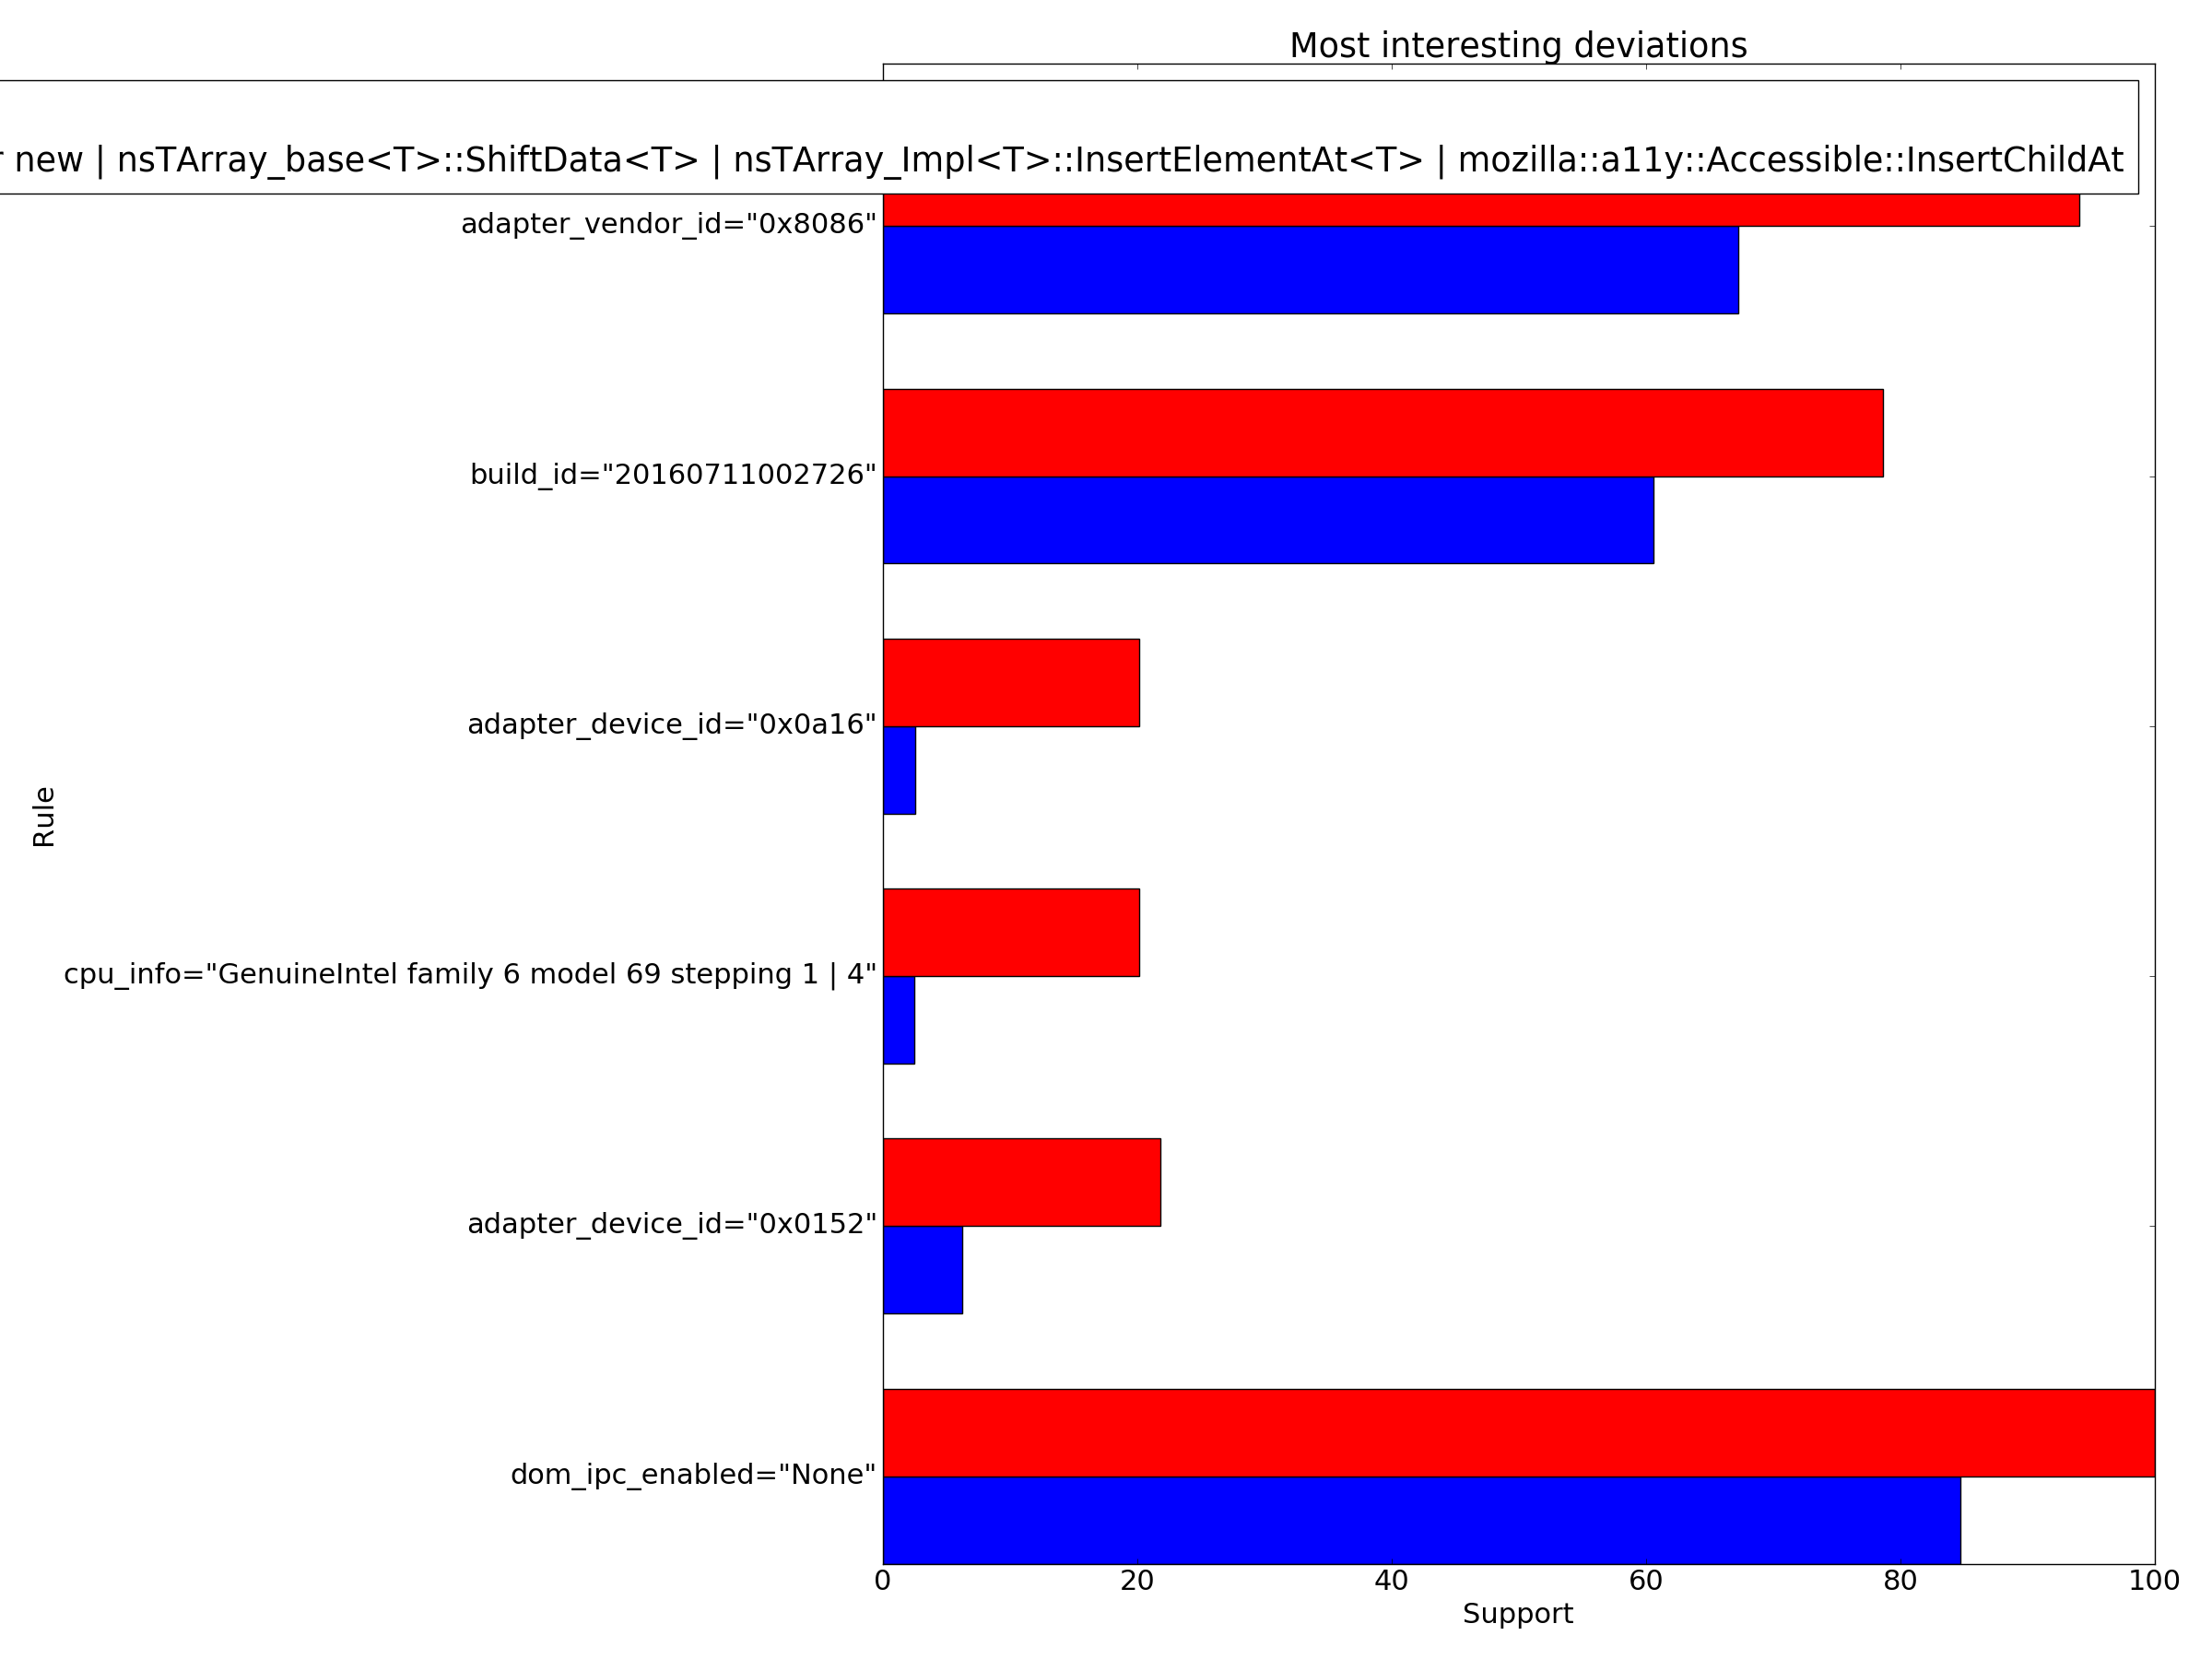 Most interesting deviations
new | nsTArray_base<T>::ShiftData<T> | nsTArray_Impl<T>::InsertElementAt<T> | mozilla::a11y::Accessible::InsertChildAt
adapter_vendor_id="0x8086"
build_id="20160711002726"
adapter_device_id="0x0a16"
Rule
cpu_info="GenuineIntel family 6 model 69 stepping 1 | 4"
adapter_device_id="0x0152"
dom_ipc_enabled="None"
0 20 40 60 80 100
Support